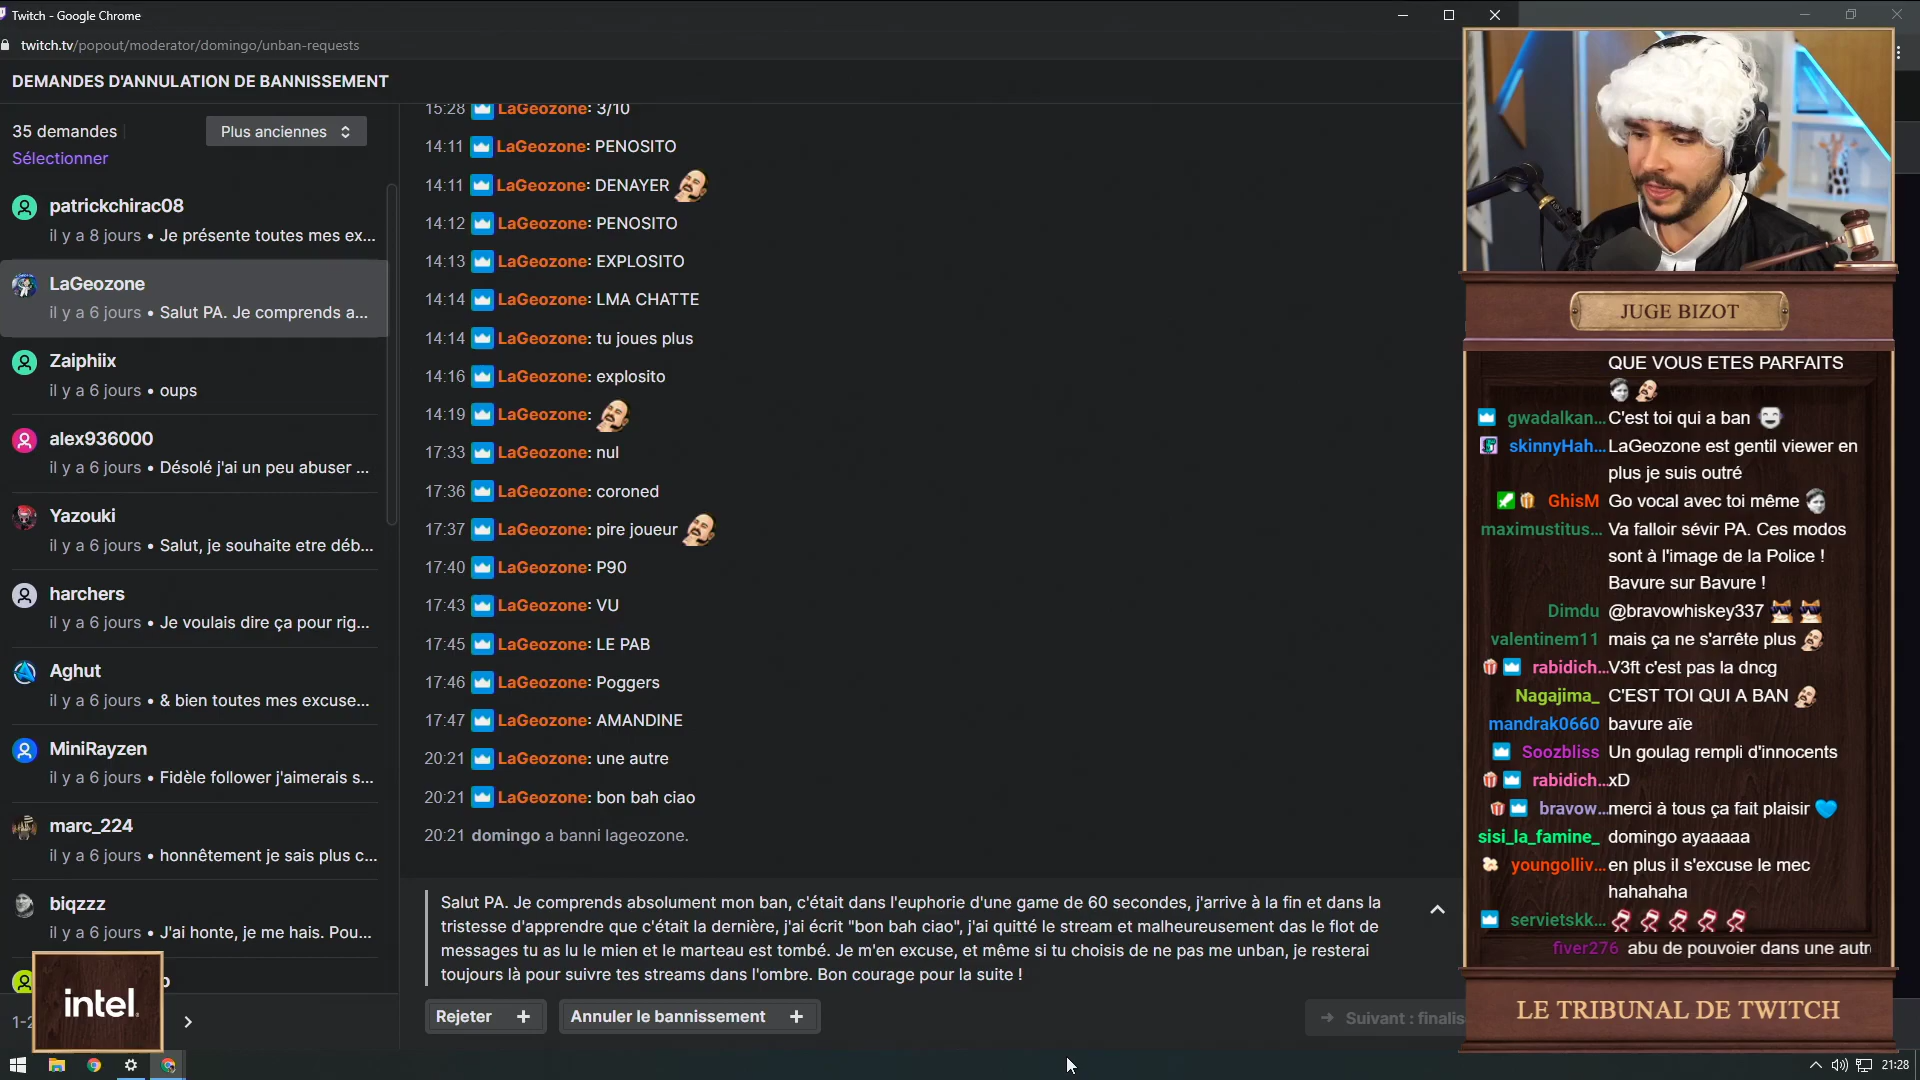 Twitch - Google Chrome
twitch.tv/popout/moderator/domingo/unban-requests
DEMANDES D'ANNULATION DE BANNISSEMENT
35 demandes
Plus anciennes
Sélectionner
patrickchirac08
il y a 8 jours • Je présente toutes mes ex...
LaGeozone
il y a 6 jours • Salut PA. Je comprends a...
Zaiphiix
il y a 6 jours • oups
alex936000
il y a 6 jours • Désolé j'ai un peu abuser ...
Yazouki
il y a 6 jours • Salut, je souhaite etre déb...
harchers
il y a 6 jours • Je voulais dire ça pour rig...
Aghut
il y a 6 jours • & bien toutes mes excuse...
MiniRayzen
il y a 6 jours • Fidèle follower j'aimerais s...
marc_224
il y a 6 jours • honnêtement je sais plus c...
biqzzz
il y a 6 jours • J'ai honte, je me hais. Pou...
intel.
15:28 LaGeozone: 3/10
14:11 LaGeozone: PENOSITO
14:11 LaGeozone: DENAYER
14:12 LaGeozone: PENOSITO
14:13 LaGeozone: EXPLOSITO
14:14 LaGeozone: LMA CHATTE
14:14 LaGeozone: tu joues plus
14:16 LaGeozone: explosito
14:19 LaGeozone:
17:33 LaGeozone: nul
17:36 LaGeozone: coroned
17:37 LaGeozone: pire joueur
17:40 LaGeozone: P90
17:43 LaGeozone: VU
17:45 LaGeozone: LE PAB
17:46 LaGeozone: Poggers
17:47 LaGeozone: AMANDINE
20:21 LaGeozone: une autre
20:21 LaGeozone: bon bah ciao
20:21 domingo a banni lageozone.
Salut PA. Je comprends absolument mon ban, c'était dans l'euphorie d'une game de 60 secondes, j'arrive à la fin et dans la
tristesse d'apprendre que c'était la dernière, j'ai écrit "bon bah ciao", j'ai quitté le stream et malheureusement das le flot de
messages tu as lu le mien et le marteau est tombé. Je m'en excuse, et même si tu choisis de ne pas me unban, je resterai
toujours là pour suivre tes streams dans l'ombre. Bon courage pour la suite !
Rejeter +
Annuler le bannissement +
→ Suivant : finalis
JUGE BIZOT
QUE VOUS ETES PARFAITS
gwadalkan... C'est toi qui a ban
skinnyHah... LaGeozone est gentil viewer en
plus je suis outré
GhisM Go vocal avec toi même
maximustitus... Va falloir sévir PA. Ces modos
sont à l'image de la Police !
Bavure sur Bavure !
Dimdu @bravowhiskey337
valentinem11 mais ça ne s'arrête plus
rabidich... V3ft c'est pas la dncg
Nagajima_ C'EST TOI QUI A BAN
mandrak0660 bavure aïe
Soozbliss Un goulag rempli d'innocents
rabidich... xD
bravow... merci à tous ça fait plaisir
sisi_la_famine_ domingo ayaaaaa
youngolliv... en plus il s'excuse le mec
hahahaha
servietskk...
fiver276 abu de pouvoier dans une autr
LE TRIBUNAL DE TWITCH
21:28